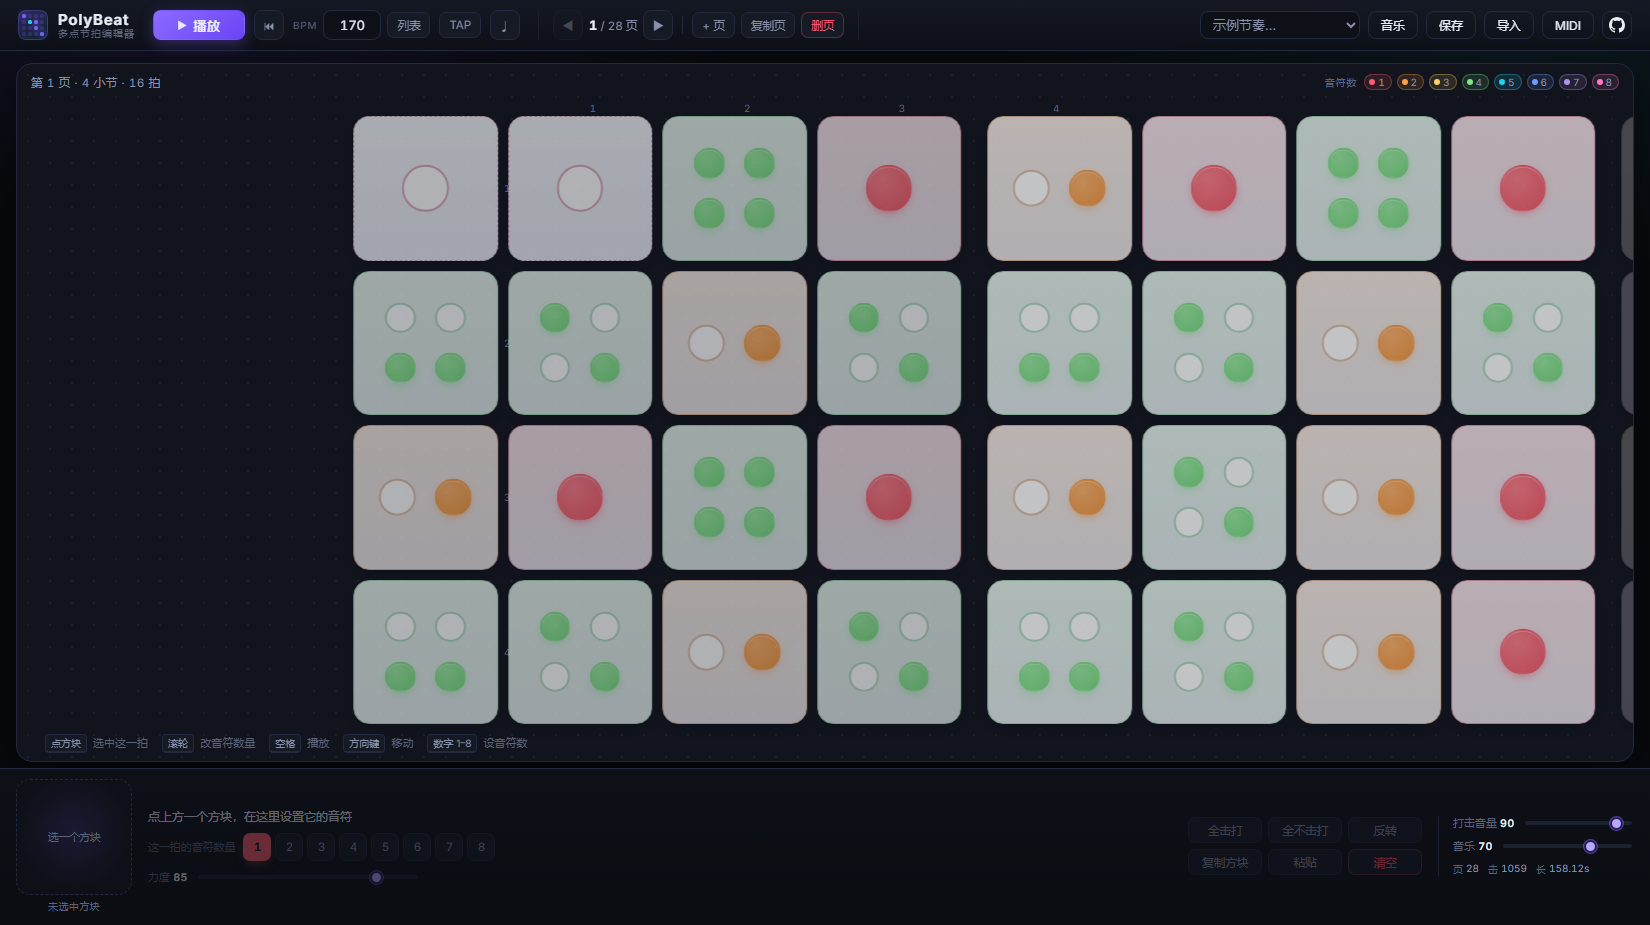 PolyBeat
多点节拍编辑器
▶ 播放
⏮
BPM 170
列表
TAP
♩
◀ 1 / 28 页 ▶
+ 页
复制页
删页
示例节奏...
音乐
保存
导入
MIDI
第 1 页 · 4 小节 · 16 拍
音符数 1 2 3 4 5 6 7 8
1 2 3 4
1
2
3
4
点方块 选中这一拍 滚轮 改音符数量 空格 播放 方向键 移动 数字 1–8 设音符数
选一个方块
未选中方块
点上方一个方块，在这里设置它的音符
这一拍的音符数量 1 2 3 4 5 6 7 8
力度 85
全击打 全不击打 反转
复制方块 粘贴 清空
打击音量 90
音乐 70
页 28 击 1059 长 158.12s